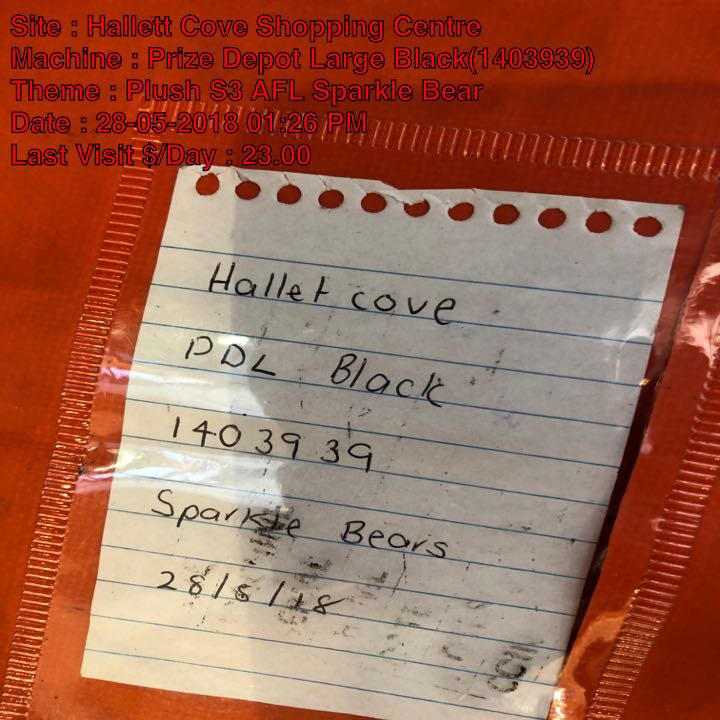 Site : Hallett Cove Shopping Centre
Machine : Prize Depot Large Black(1403939)
Theme : Plush S3 AFL Sparkle Bear
Date : 28-05-2018 01:26 PM
Last Visit $/Day : 23.00
Hallet cove
PDL Black
1403939
Sparkle Bears
28/5/18